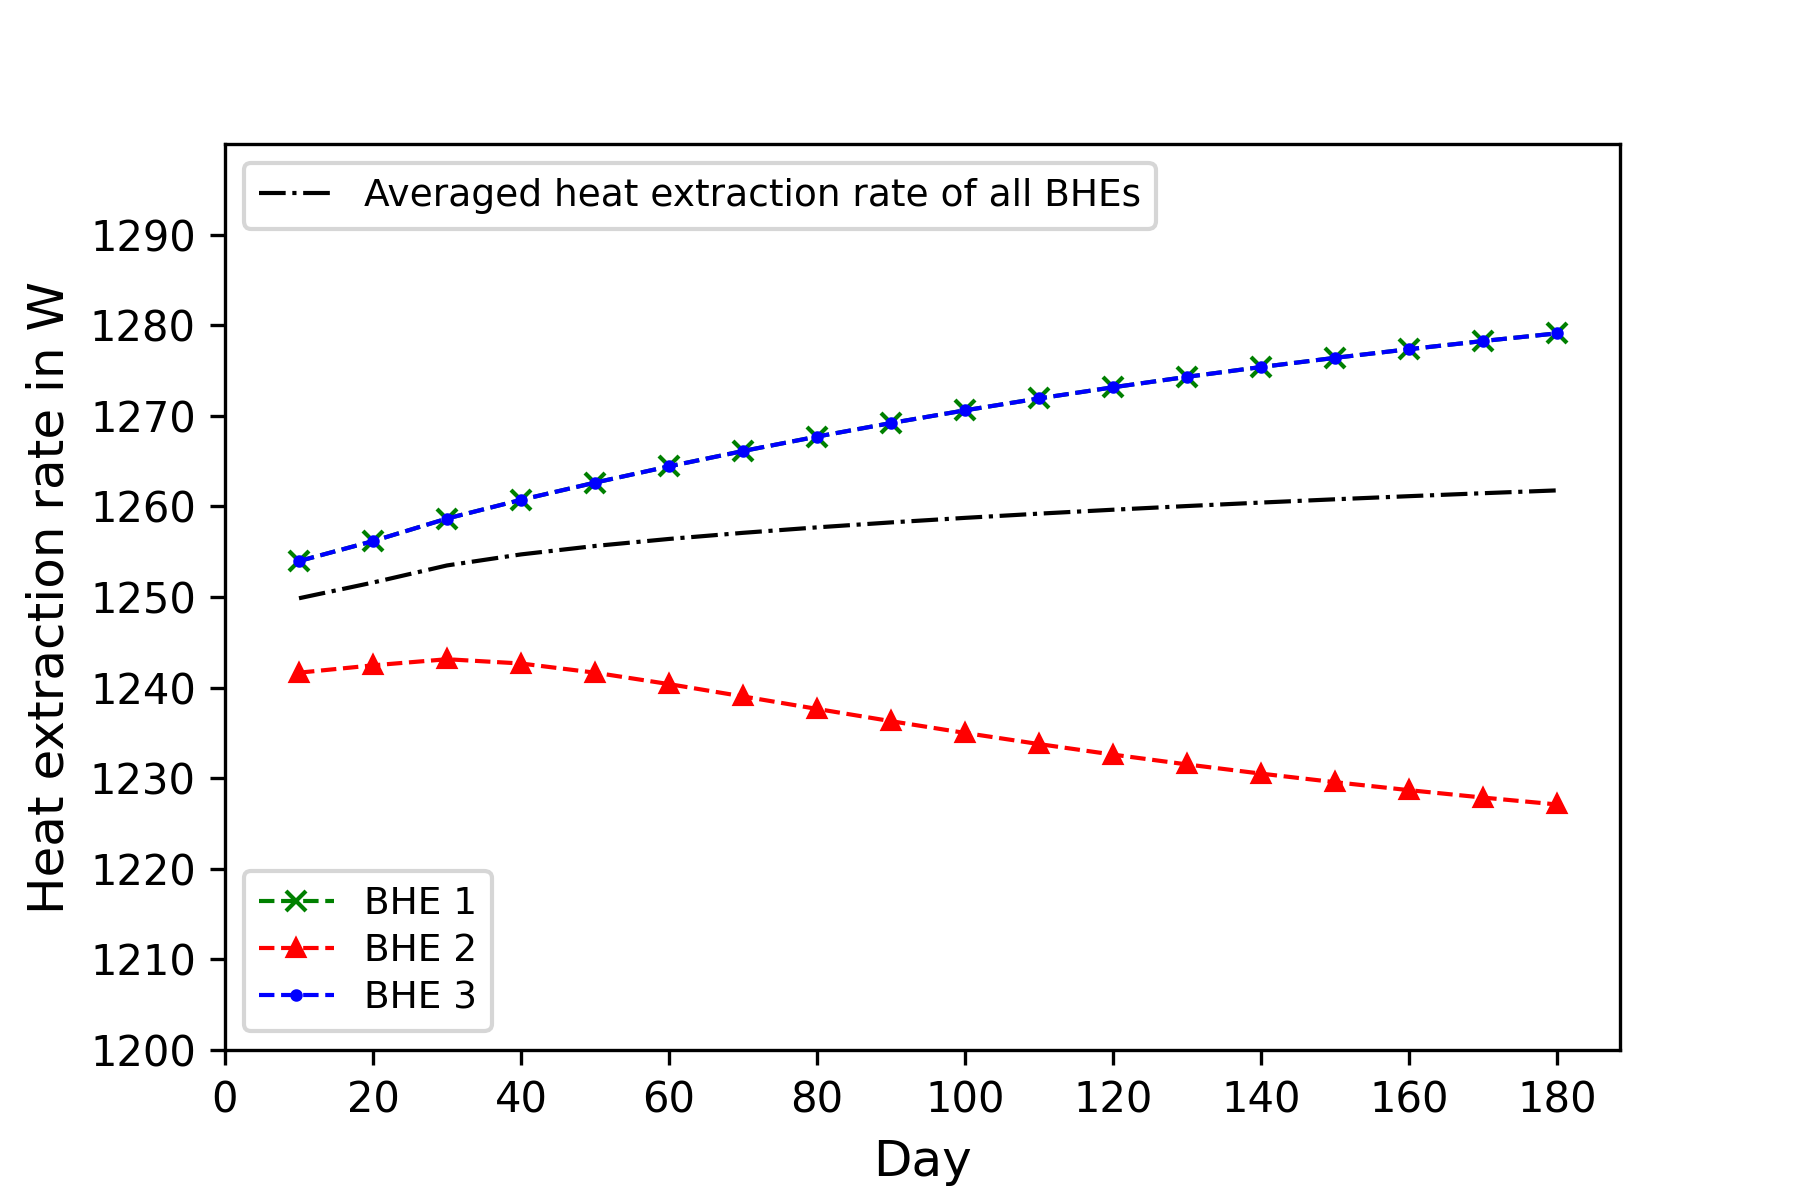 Averaged heat extraction rate of all BHEs
Heat extraction rate in W
1290
1280
1270
1260
1250
1240
1230
1220
1210
1200
BHE 1
BHE 2
BHE 3
0 20 40 60 80 100 120 140 160 180
Day